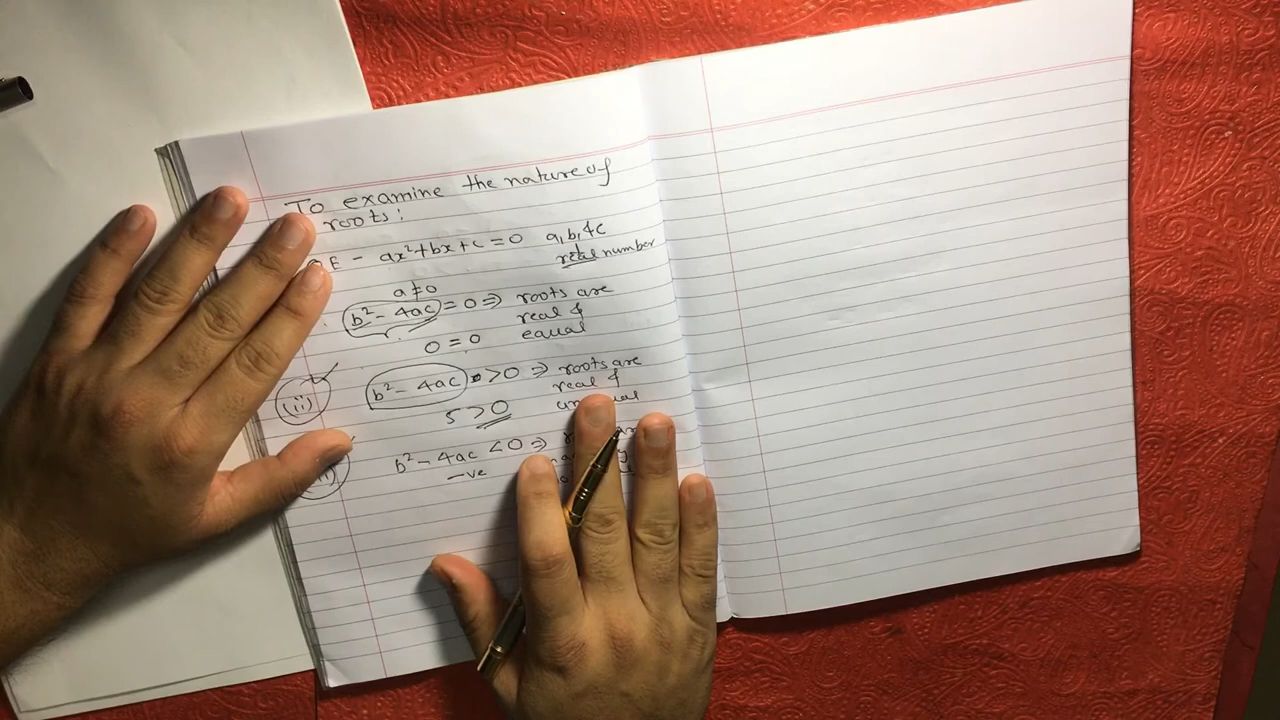 To examine the nature of
roots:
E - ax²+bx+c=0 a,b,&c
real number
a≠0
b²-4ac=0 ⇒ roots are
real &
equal
0=0
(ii) b²-4ac >0 ⇒ roots are
real &
5>0
b²-4ac <0 ⇒
-ve